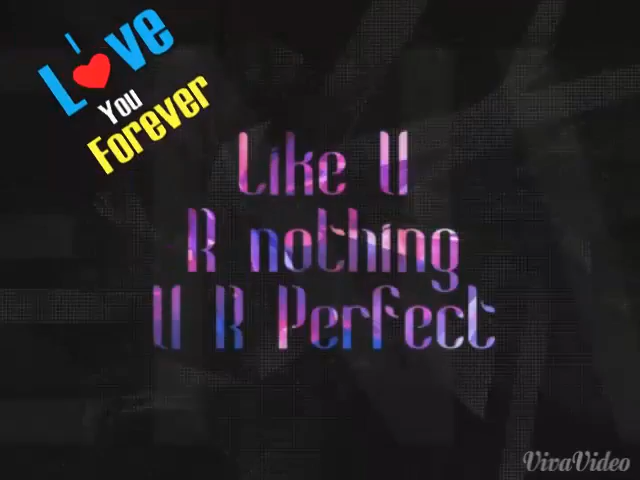 I
Love
You
Forever
Like U
R nothing
U R Perfect
VivaVideo